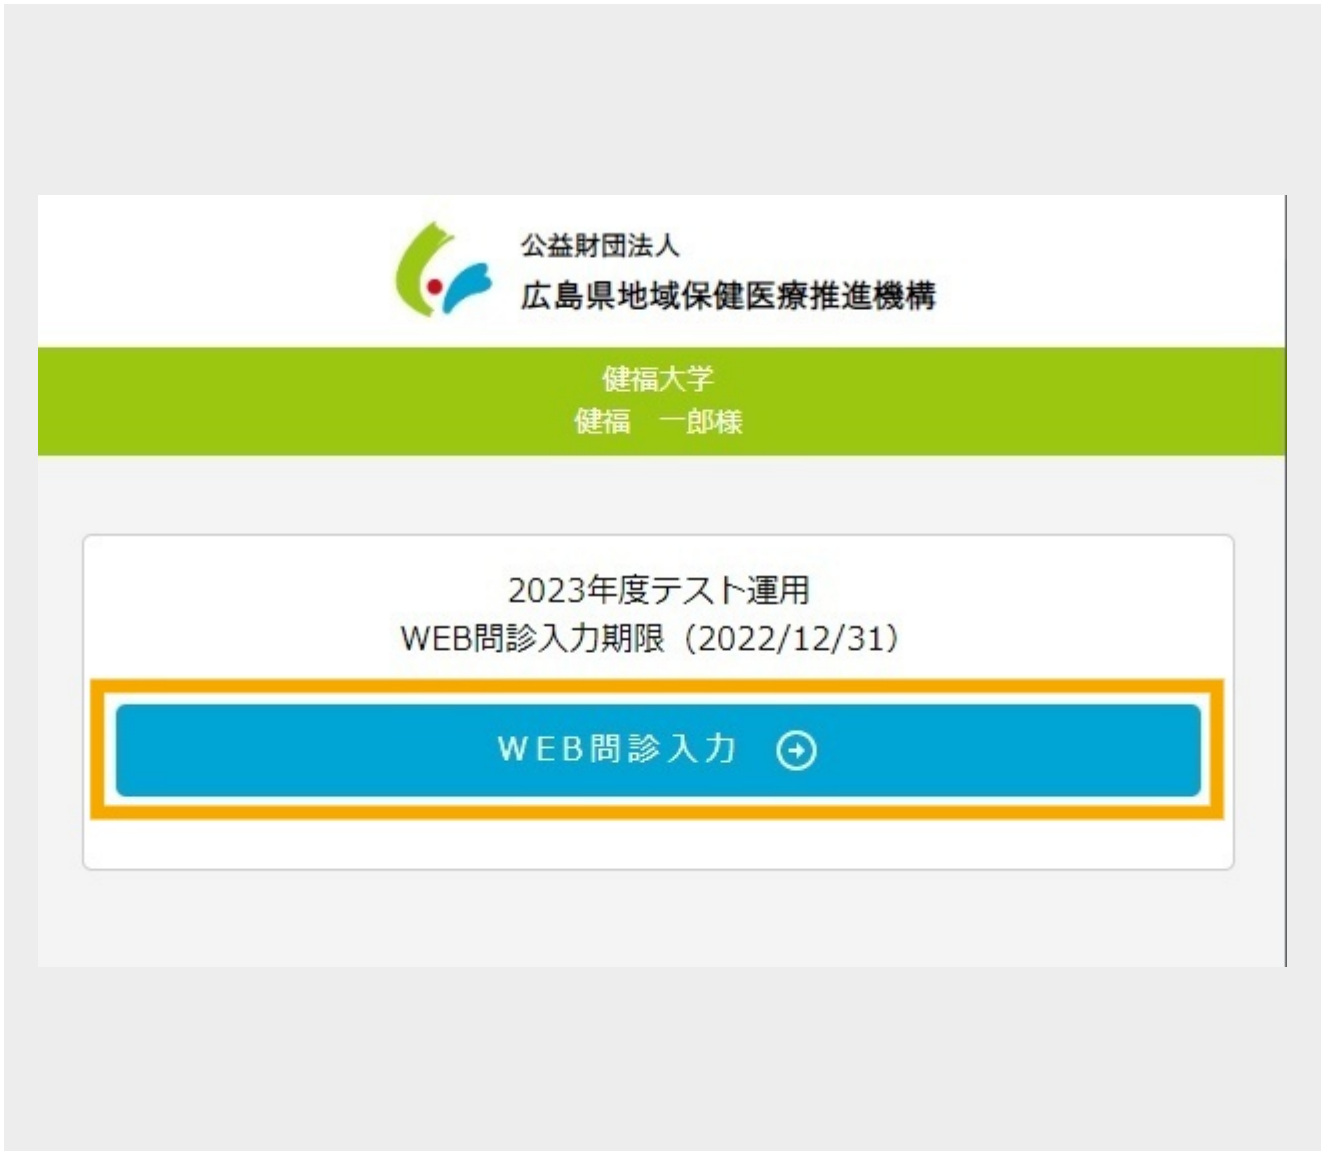 公益財団法人
広島県地域保健医療推進機構
健福大学
健福　一郎様
2023年度テスト運用
WEB問診入力期限（2022/12/31）
WEB問診入力